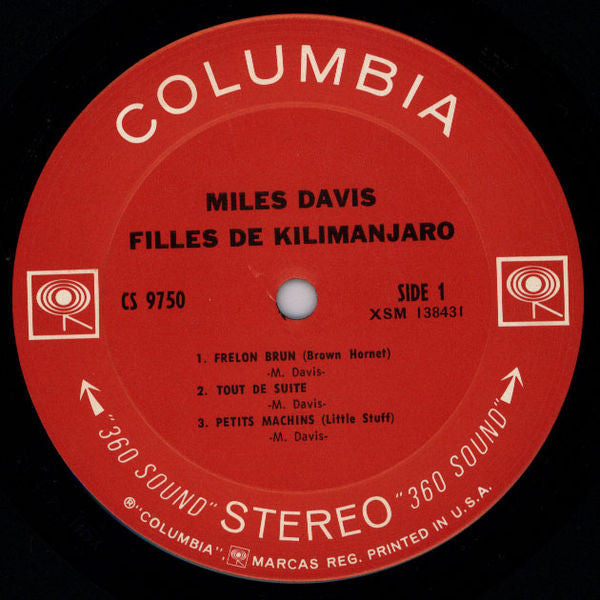 COLUMBIA
MILES DAVIS
FILLES DE KILIMANJARO
CS 9750
SIDE 1
XSM 138431
1. FRELON BRUN (Brown Hornet)
-M. Davis-
2. TOUT DE SUITE
-M. Davis-
3. PETITS MACHINS (Little Stuff)
-M. Davis-
"360 SOUND" STEREO "360 SOUND"
®"COLUMBIA", MARCAS REG. PRINTED IN U.S.A.